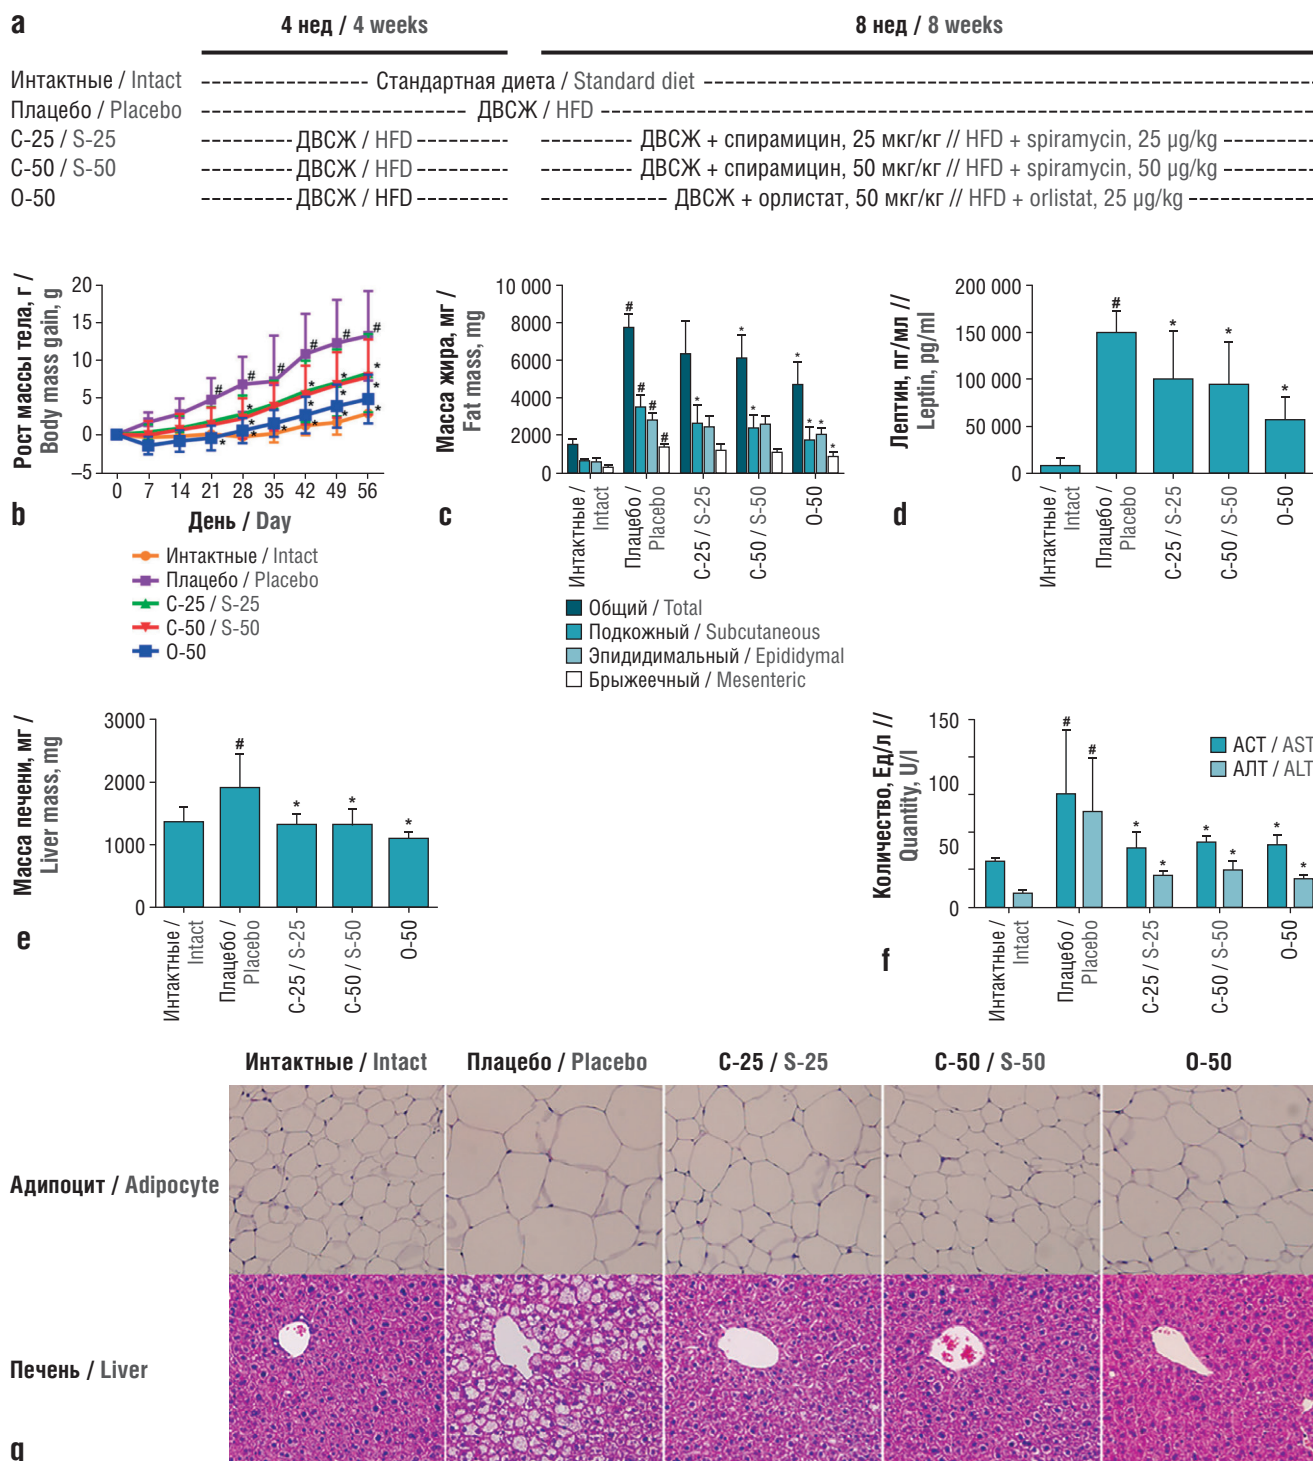 a
4 нед / 4 weeks
8 нед / 8 weeks
Интактные / Intact
Стандартная диета / Standard diet
Плацебо / Placebo
ДВСЖ / HFD
С-25 / S-25
ДВСЖ / HFD
ДВСЖ + спирамицин, 25 мкг/кг // HFD + spiramycin, 25 µg/kg
С-50 / S-50
ДВСЖ / HFD
ДВСЖ + спирамицин, 50 мкг/кг // HFD + spiramycin, 50 µg/kg
О-50
ДВСЖ / HFD
ДВСЖ + орлистат, 50 мкг/кг // HFD + orlistat, 25 µg/kg
Рост массы тела, г /
Body mass gain, g
20
15
10
5
0
–5
# # # # # #
* * * * * * * * * * * *
0 7 14 21 28 35 42 49 56
День / Day
b
Интактные / Intact
Плацебо / Placebo
С-25 / S-25
С-50 / S-50
О-50
Масса жира, мг /
Fat mass, mg
10 000
8000
6000
4000
2000
0
# # # #
* * * * * *
Интактные /
Intact
Плацебо /
Placebo
С-25 / S-25
С-50 / S-50
О-50
c
Общий / Total
Подкожный / Subcutaneous
Эпидидимальный / Epididymal
Брыжеечный / Mesenteric
Лептин, пг/мл //
Leptin, pg/ml
200 000
150 000
100 000
50 000
0
# * * *
Интактные /
Intact
Плацебо /
Placebo
С-25 / S-25
С-50 / S-50
О-50
d
Масса печени, мг /
Liver mass, mg
3000
2000
1000
0
# * * *
Интактные /
Intact
Плацебо /
Placebo
С-25 / S-25
С-50 / S-50
О-50
e
Количество, Ед/л //
Quantity, U/l
150
100
50
0
# # * * * * * *
АСТ / AST
АЛТ / ALT
Интактные /
Intact
Плацебо /
Placebo
С-25 / S-25
С-50 / S-50
О-50
f
Интактные / Intact
Плацебо / Placebo
С-25 / S-25
С-50 / S-50
О-50
Адипоцит / Adipocyte
Печень / Liver
g